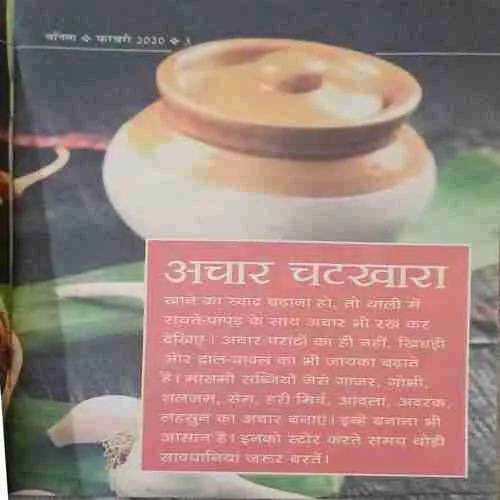 वनिता ❖ फरवरी 2020 ❖ 3
अचार चटखारा
खाने का स्वाद बढ़ाना हो, तो थाली में
रायते-पापड़ के साथ अचार भी रख कर
देखिए। अचार परांठों का ही नहीं, खिचड़ी
और दाल-चावल का भी जायका बढ़ाते
हैं। मौसमी सब्जियों जैसे गाजर, गोभी,
शलजम, सेम, हरी मिर्च, आंवला, अदरक,
लहसुन का अचार बनाएं। इन्हें बनाना भी
आसान है। इनको स्टोर करते समय थोड़ी
सावधानियां जरूर बरतें।